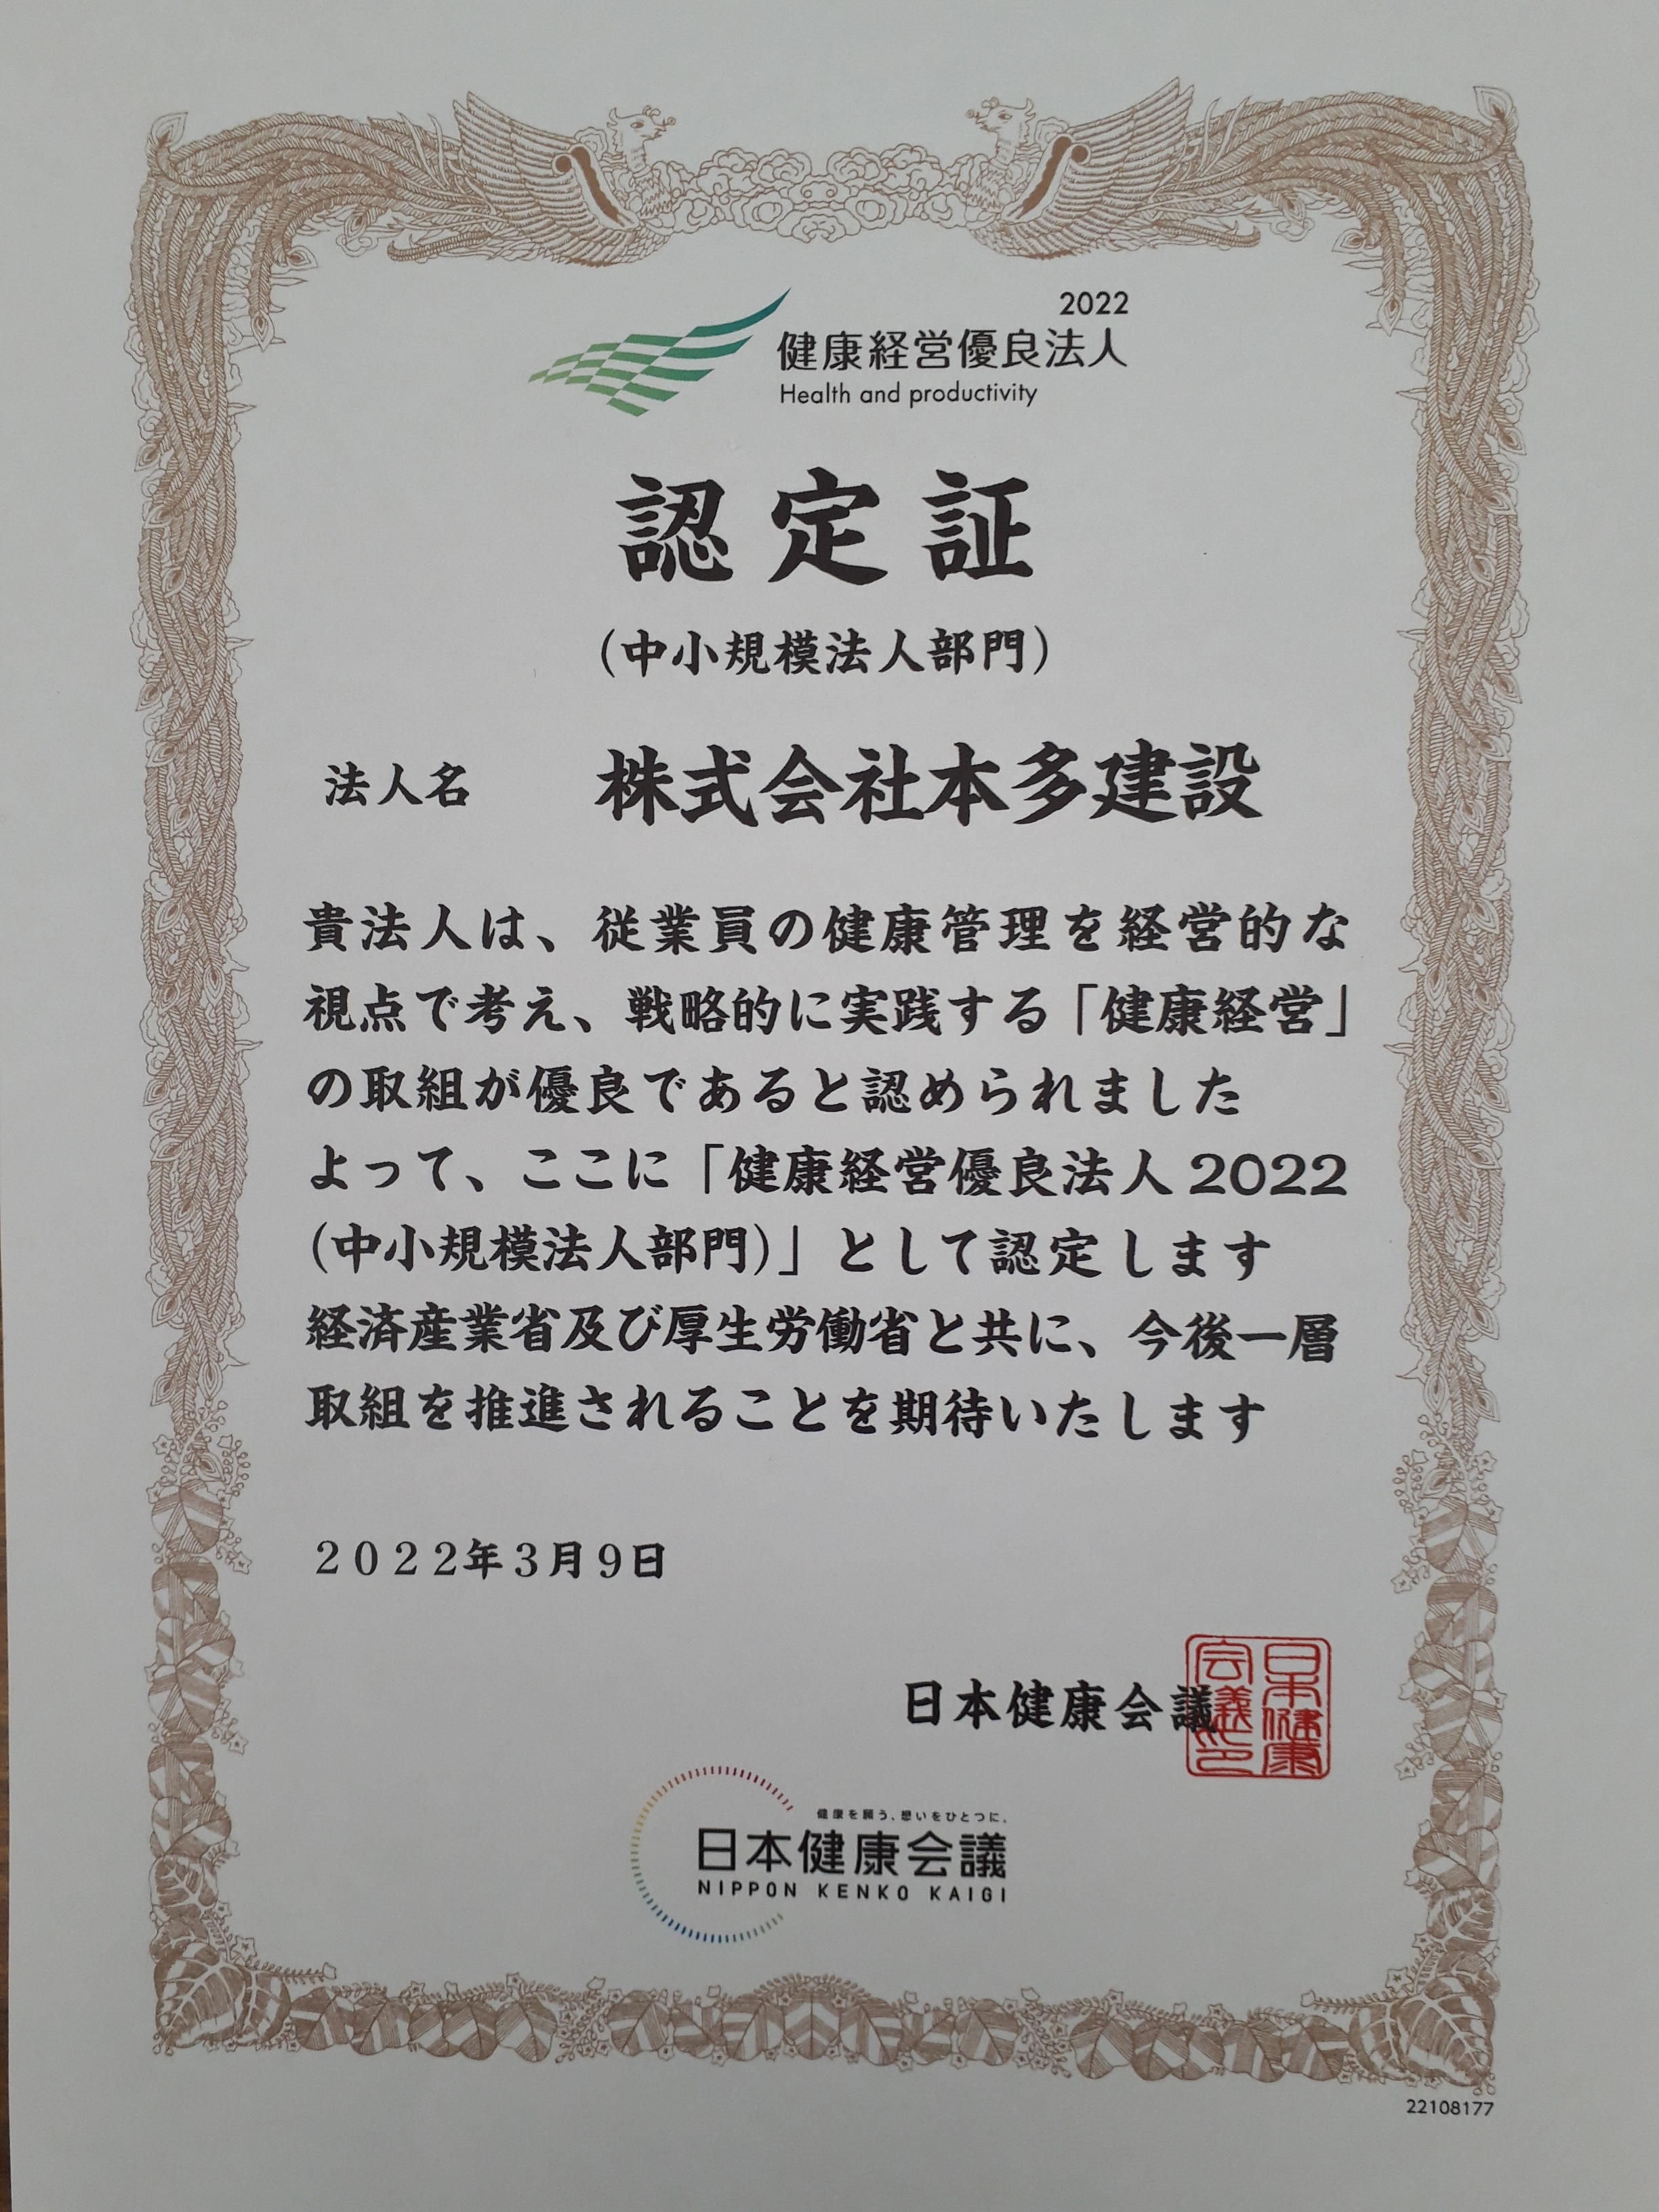 2022
健康経営優良法人
Health and productivity
認定証
(中小規模法人部門)
法人名 株式会社本多建設
貴法人は、従業員の健康管理を経営的な
視点で考え、戦略的に実践する「健康経営」
の取組が優良であると認められました
よって、ここに「健康経営優良法人2022
(中小規模法人部門)」として認定します
経済産業省及び厚生労働省と共に、今後一層
取組を推進されることを期待いたします
2022年3月9日
日本健康会議
日本健康
会議之印
健康を願う、想いをひとつに。
日本健康会議
NIPPON KENKO KAIGI
22108177